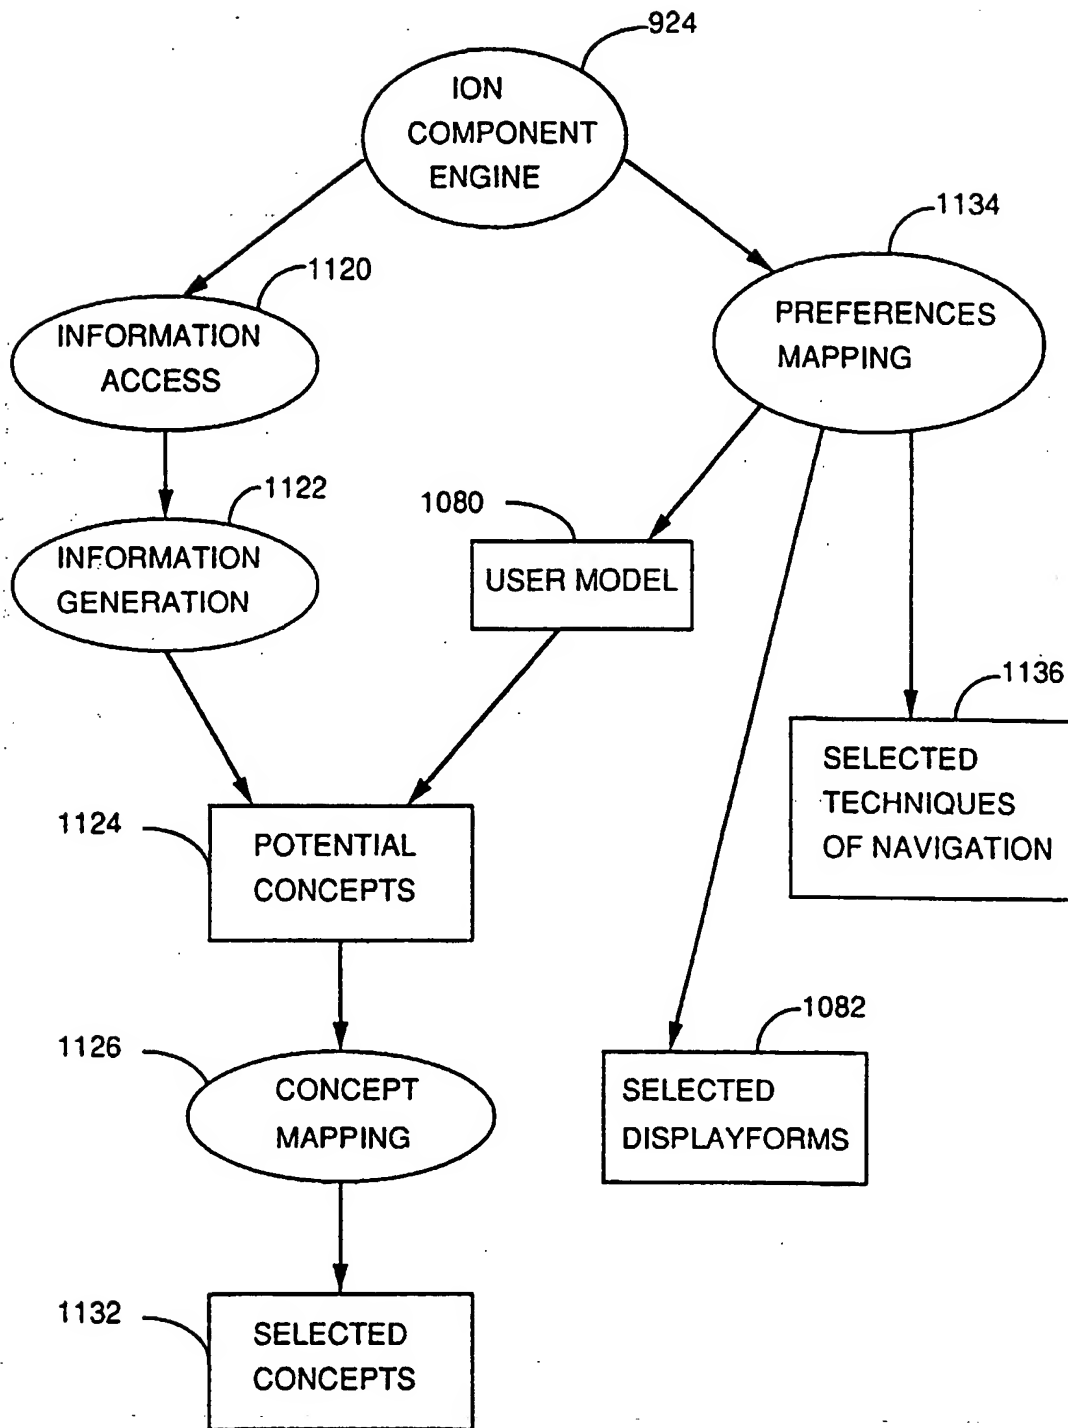 924
ION
COMPONENT
ENGINE
1134
1120
PREFERENCES
MAPPING
INFORMATION
ACCESS
1122
1080
INFORMATION
GENERATION
USER MODEL
1136
SELECTED
TECHNIQUES
OF NAVIGATION
1124
POTENTIAL
CONCEPTS
1082
1126
CONCEPT
MAPPING
SELECTED
DISPLAYFORMS
1132
SELECTED
CONCEPTS